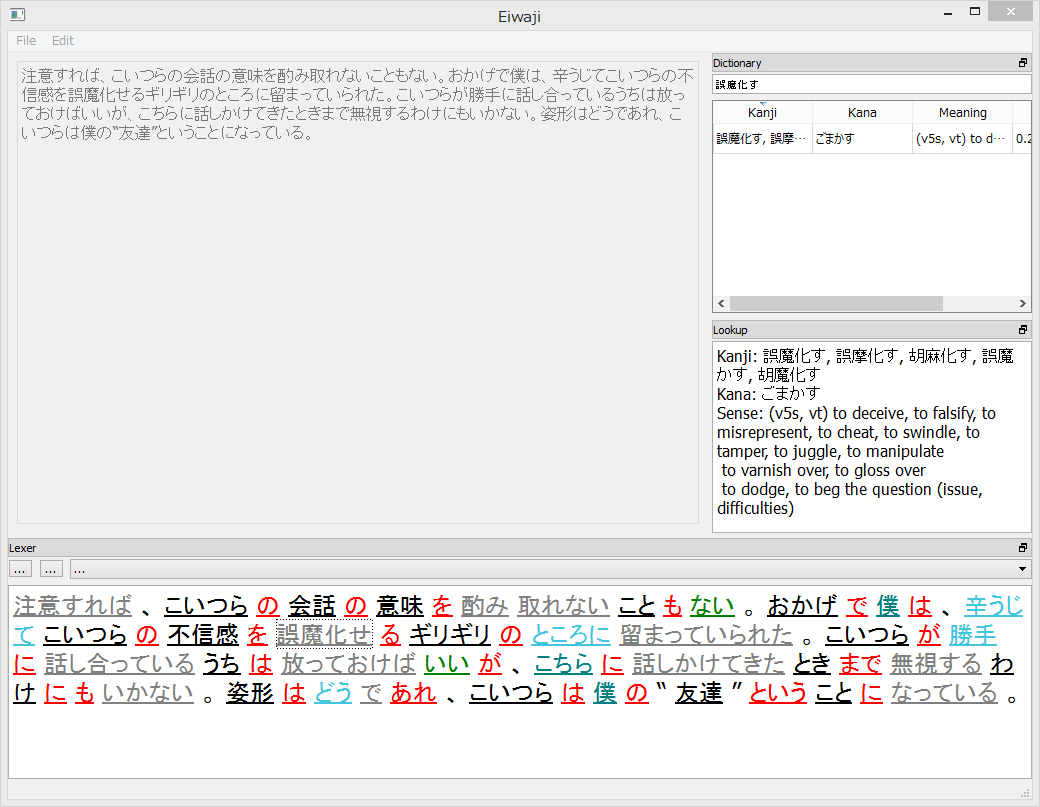 Eiwaji
File Edit
注意すれば、こいつらの会話の意味を酌み取れないこともない。おかげで僕は、辛うじてこいつらの不
信感を誤魔化せるギリギリのところに留まっていられた。こいつらが勝手に話し合っているうちは放っ
ておけばいいが、こちらに話しかけてきたときまで無視するわけにもいかない。姿形はどうであれ、こ
いつらは僕の“友達”ということになっている。
Dictionary
誤魔化す
Kanji Kana Meaning
誤魔化す, 誤摩… ごまかす (v5s, vt) to d… 0.2
Lookup
Kanji: 誤魔化す, 誤摩化す, 胡麻化す, 誤魔
かす, 胡魔化す
Kana: ごまかす
Sense: (v5s, vt) to deceive, to falsify, to
misrepresent, to cheat, to swindle, to
tamper, to juggle, to manipulate
to varnish over, to gloss over
to dodge, to beg the question (issue,
difficulties)
Lexer
... ... ...
注意すれば 、 こいつら の 会話 の 意味 を 酌み 取れない こと も ない 。 おかげ で 僕 は 、 辛うじ
て こいつら の 不信感 を 誤魔化せ る ギリギリ の ところに 留まっていられた 。 こいつら が 勝手
に 話し合っている うち は 放っておけば いい が 、 こちら に 話しかけてきた とき まで 無視する わ
け に も いかない 。 姿形 は どう で あれ 、 こいつら は 僕 の “ 友達 ” という こと に なっている 。